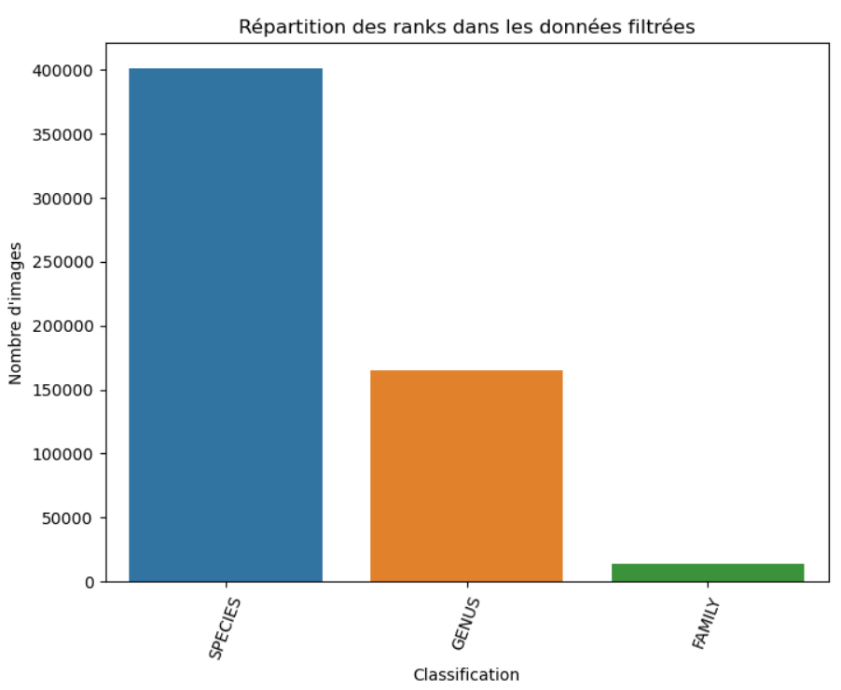 Répartition des ranks dans les données filtrées
Nombre d'images
400000
350000
300000
250000
200000
150000
100000
50000
0
SPECIES
GENUS
FAMILY
Classification